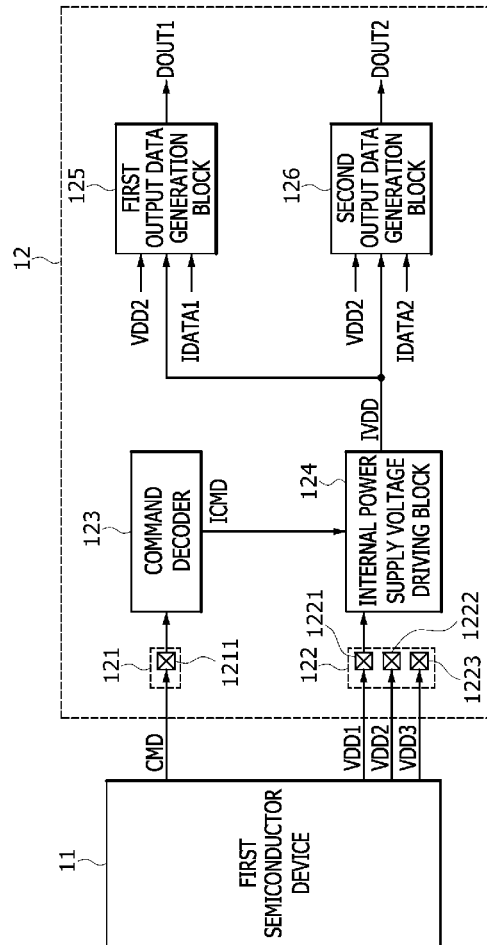 11
FIRST
SEMICONDUCTOR
DEVICE
CMD
VDD1
VDD2
VDD3
12
121
1211
122
1221
1222
1223
123
COMMAND
DECODER
ICMD
124
INTERNAL POWER
SUPPLY VOLTAGE
DRIVING BLOCK
IVDD
VDD2
IDATA1
125
FIRST
OUTPUT DATA
GENERATION
BLOCK
DOUT1
VDD2
IDATA2
126
SECOND
OUTPUT DATA
GENERATION
BLOCK
DOUT2